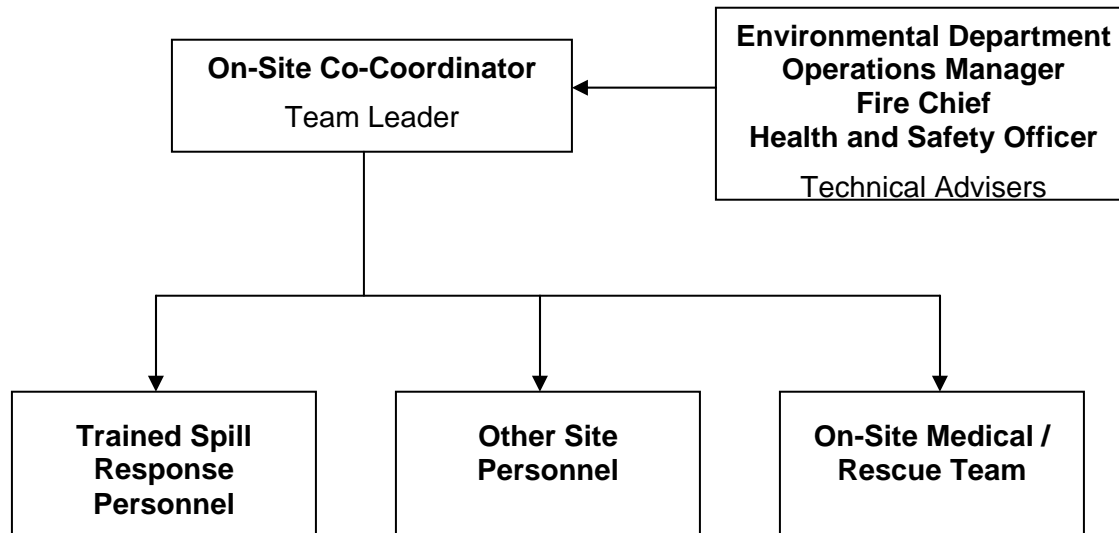 On-Site Co-Coordinator
Team Leader
Environmental Department
Operations Manager
Fire Chief
Health and Safety Officer
Technical Advisers
Trained Spill
Response
Personnel
Other Site
Personnel
On-Site Medical /
Rescue Team